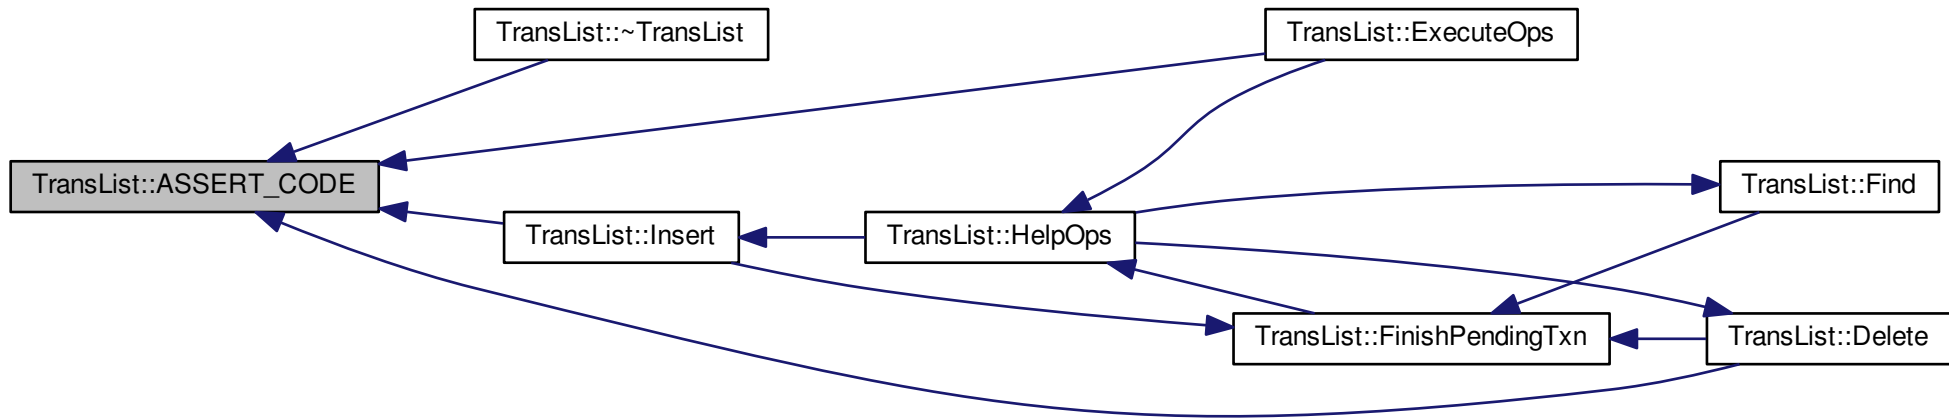 TransList::~TransList
TransList::ExecuteOps
TransList::ASSERT_CODE
TransList::Find
TransList::Insert
TransList::HelpOps
TransList::FinishPendingTxn
TransList::Delete